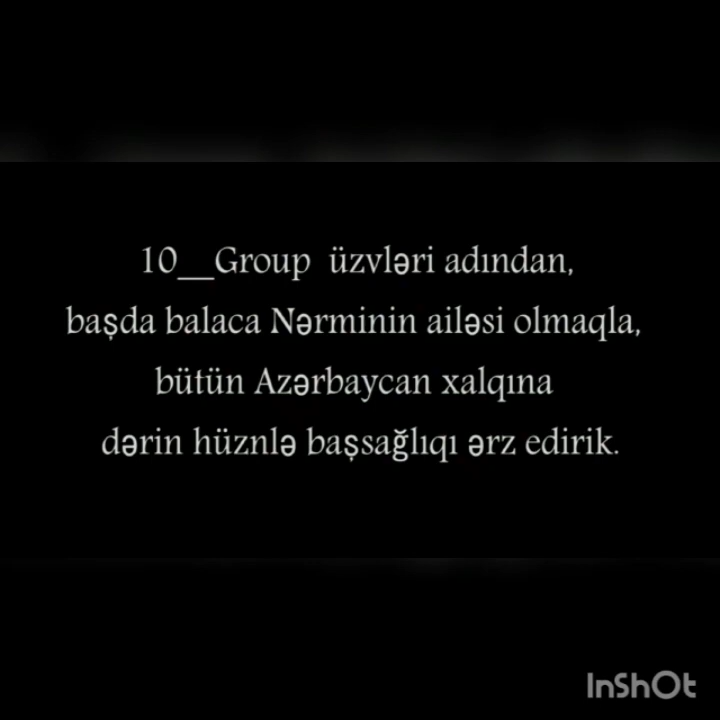 10__Group üzvləri adından,
başda balaca Nərminin ailəsi olmaqla,
bütün Azərbaycan xalqına
dərin hüznlə başsağlıqı ərz edirik.
InShOt